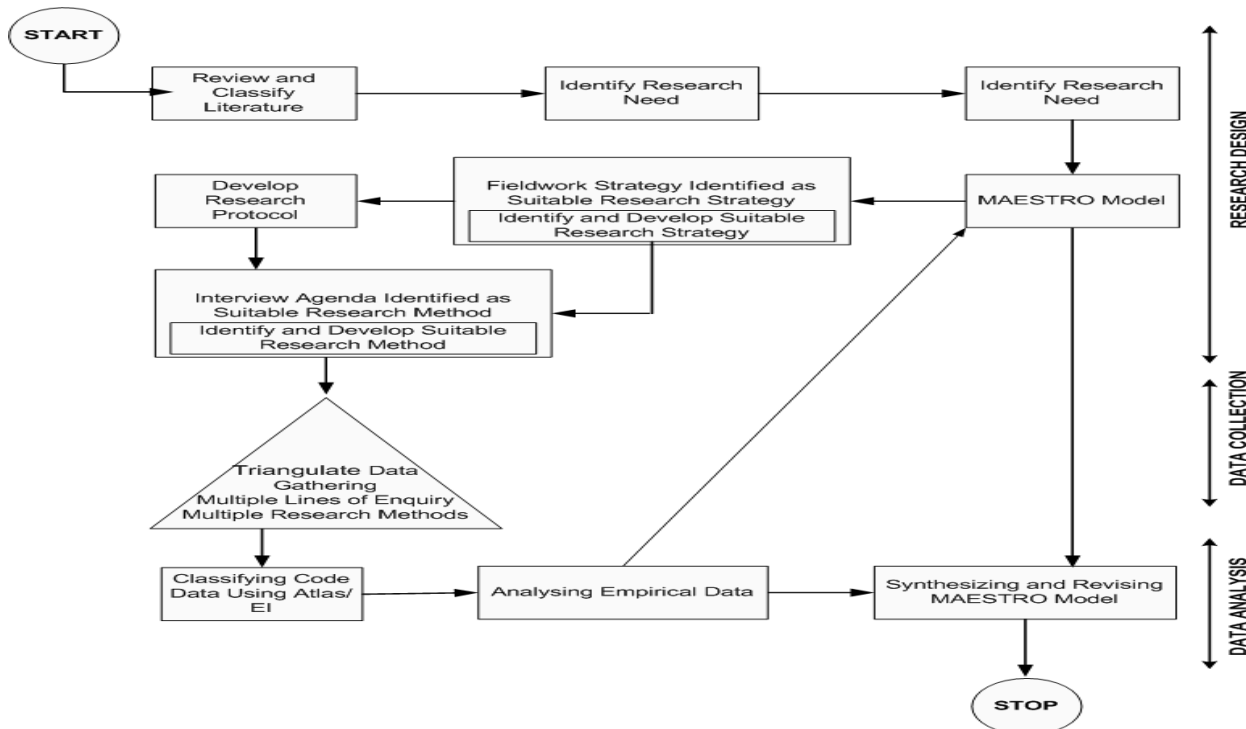 START
Review and
Classify
Literature
Identify Research
Need
Identify Research
Need
RESEARCH DESIGN
Develop
Research
Protocol
Fieldwork Strategy Identified as
Suitable Research Strategy
Identify and Develop Suitable
Research Strategy
MAESTRO Model
Interview Agenda Identified as
Suitable Research Method
Identify and Develop Suitable
Research Method
DATA COLLECTION
Triangulate Data
Gathering
Multiple Lines of Enquiry
Multiple Research Methods
Classifying Code
Data Using Atlas/
EI
Analysing Empirical Data
Synthesizing and Revising
MAESTRO Model
DATA ANALYSIS
STOP